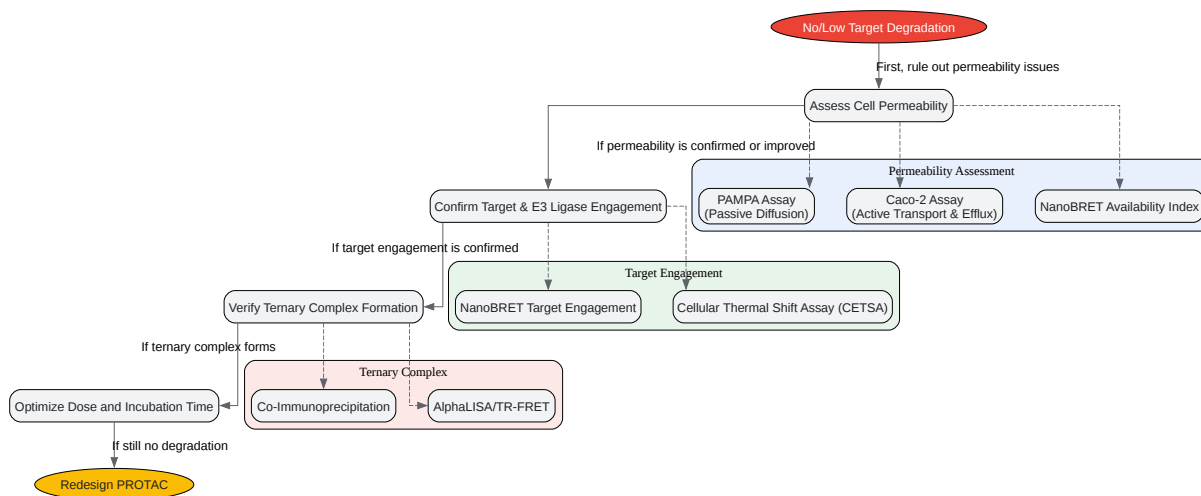 No/Low Target Degradation
First, rule out permeability issues
Assess Cell Permeability
If permeability is confirmed or improved
Permeability Assessment
PAMPA Assay
(Passive Diffusion)
Caco-2 Assay
(Active Transport & Efflux)
NanoBRET Availability Index
Confirm Target & E3 Ligase Engagement
If target engagement is confirmed
Target Engagement
NanoBRET Target Engagement
Cellular Thermal Shift Assay (CETSA)
Verify Ternary Complex Formation
If ternary complex forms
Ternary Complex
Co-Immunoprecipitation
AlphaLISA/TR-FRET
Optimize Dose and Incubation Time
If still no degradation
Redesign PROTAC